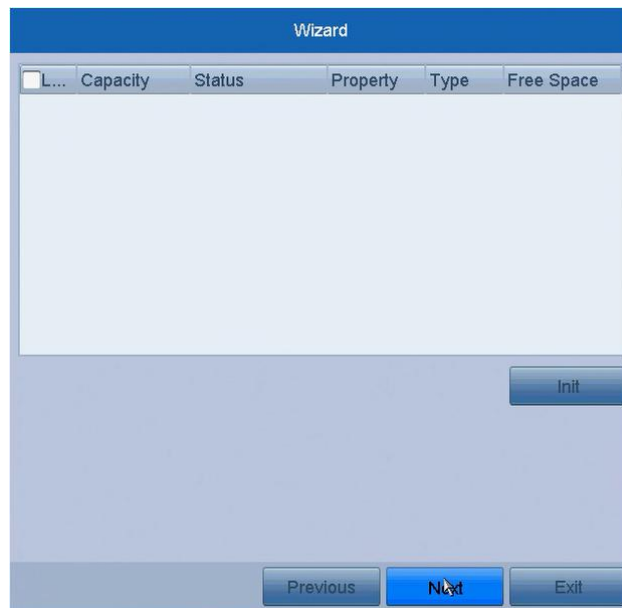 Wizard
L... Capacity Status Property Type Free Space
Init
Previous Next Exit